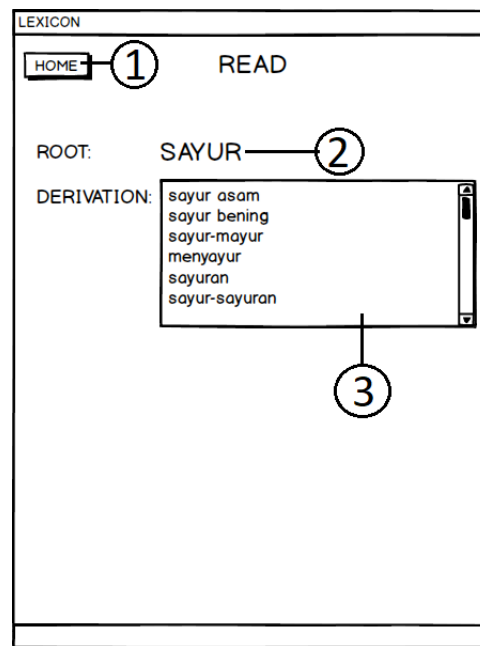 LEXICON
HOME 1 READ
ROOT: SAYUR 2
DERIVATION: sayur asam
sayur bening
sayur-mayur
menyayur
sayuran
sayur-sayuran
3